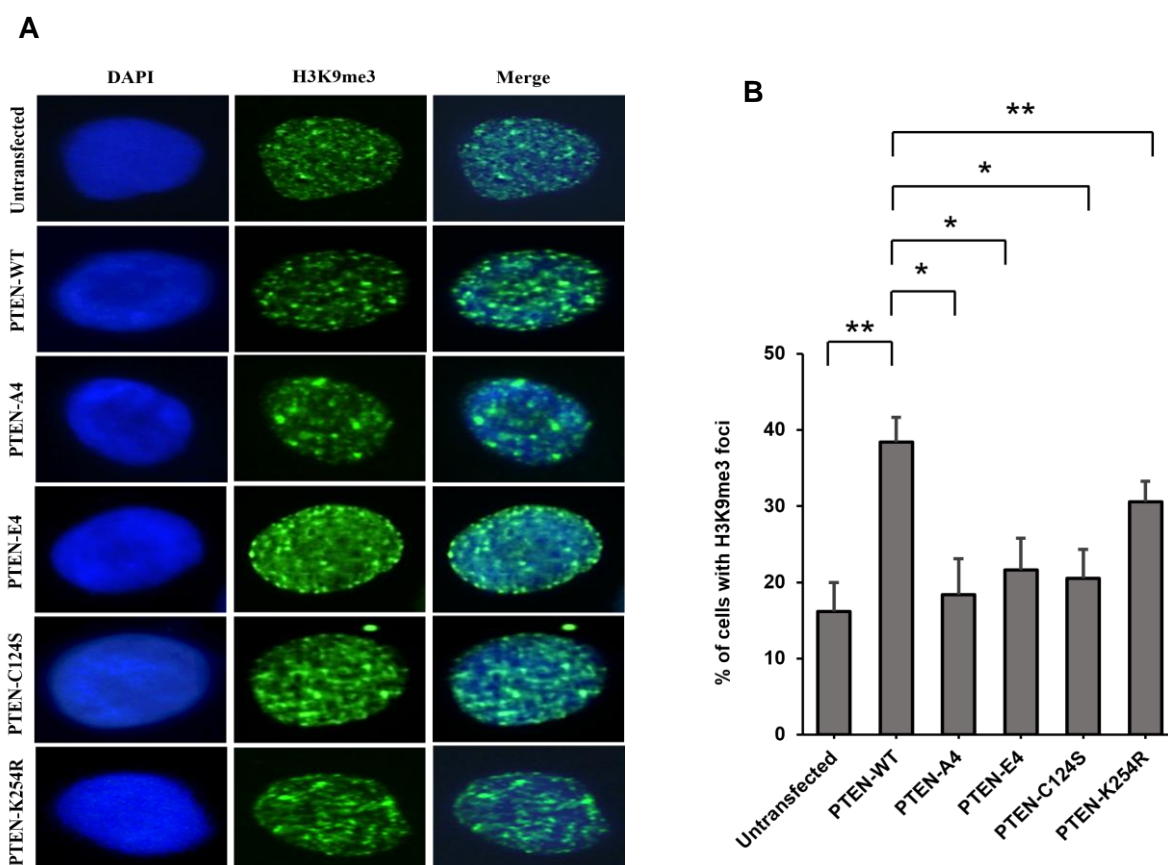 A
DAPI H3K9me3 Merge
Untransfected
PTEN-WT
PTEN-A4
PTEN-E4
PTEN-C124S
PTEN-K254R
B
**
*
*
*
**
% of cells with H3K9me3 foci
50
40
30
20
10
0
Untransfected
PTEN-WT
PTEN-A4
PTEN-E4
PTEN-C124S
PTEN-K254R